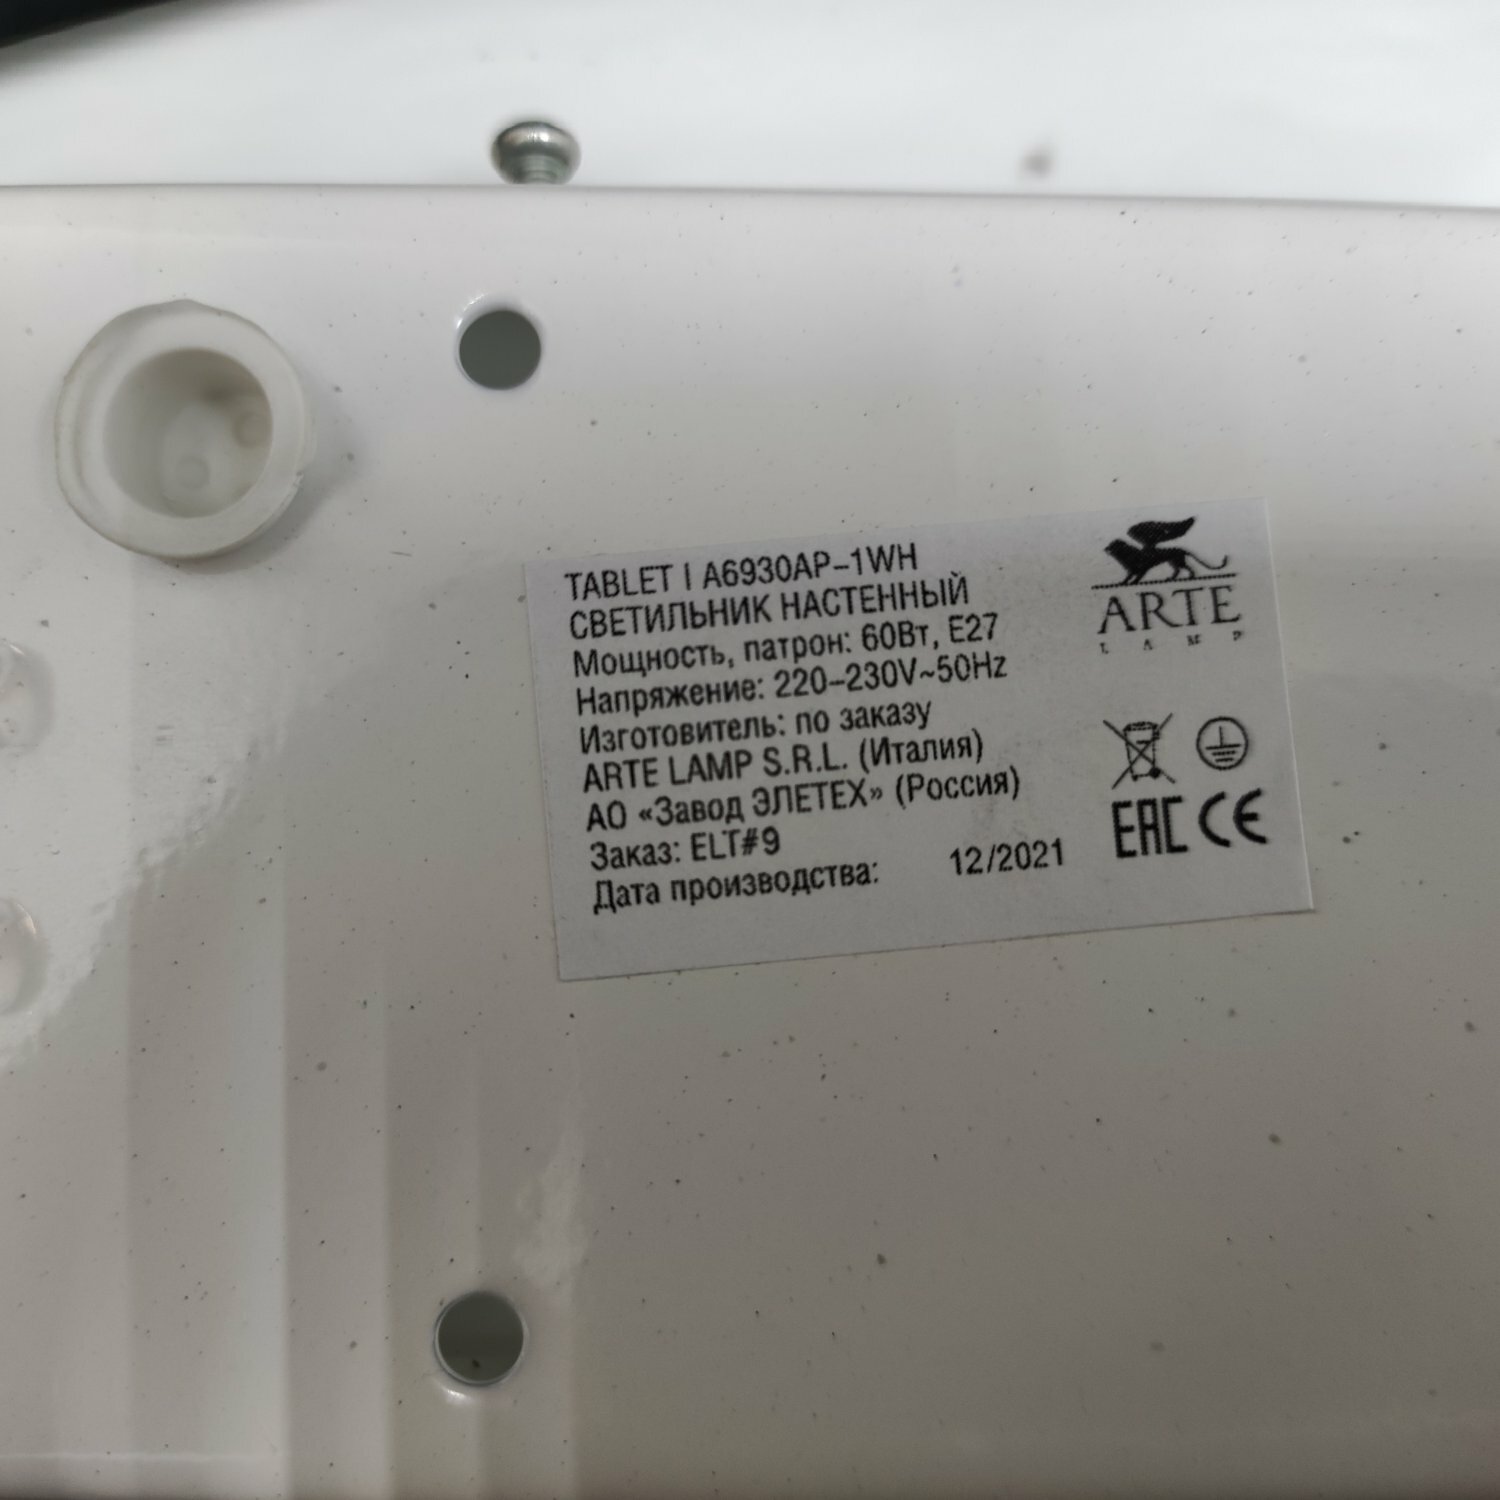 TABLET I A6930AP-1WH
СВЕТИЛЬНИК НАСТЕННЫЙ
Мощность, патрон: 60Вт, E27
Напряжение: 220-230V~50Hz
Изготовитель: по заказу
ARTE LAMP S.R.L. (Италия)
АО «Завод ЭЛЕТЕХ» (Россия)
Заказ: ELT#9
Дата производства: 12/2021
ARTE
LAMP
EAC CE